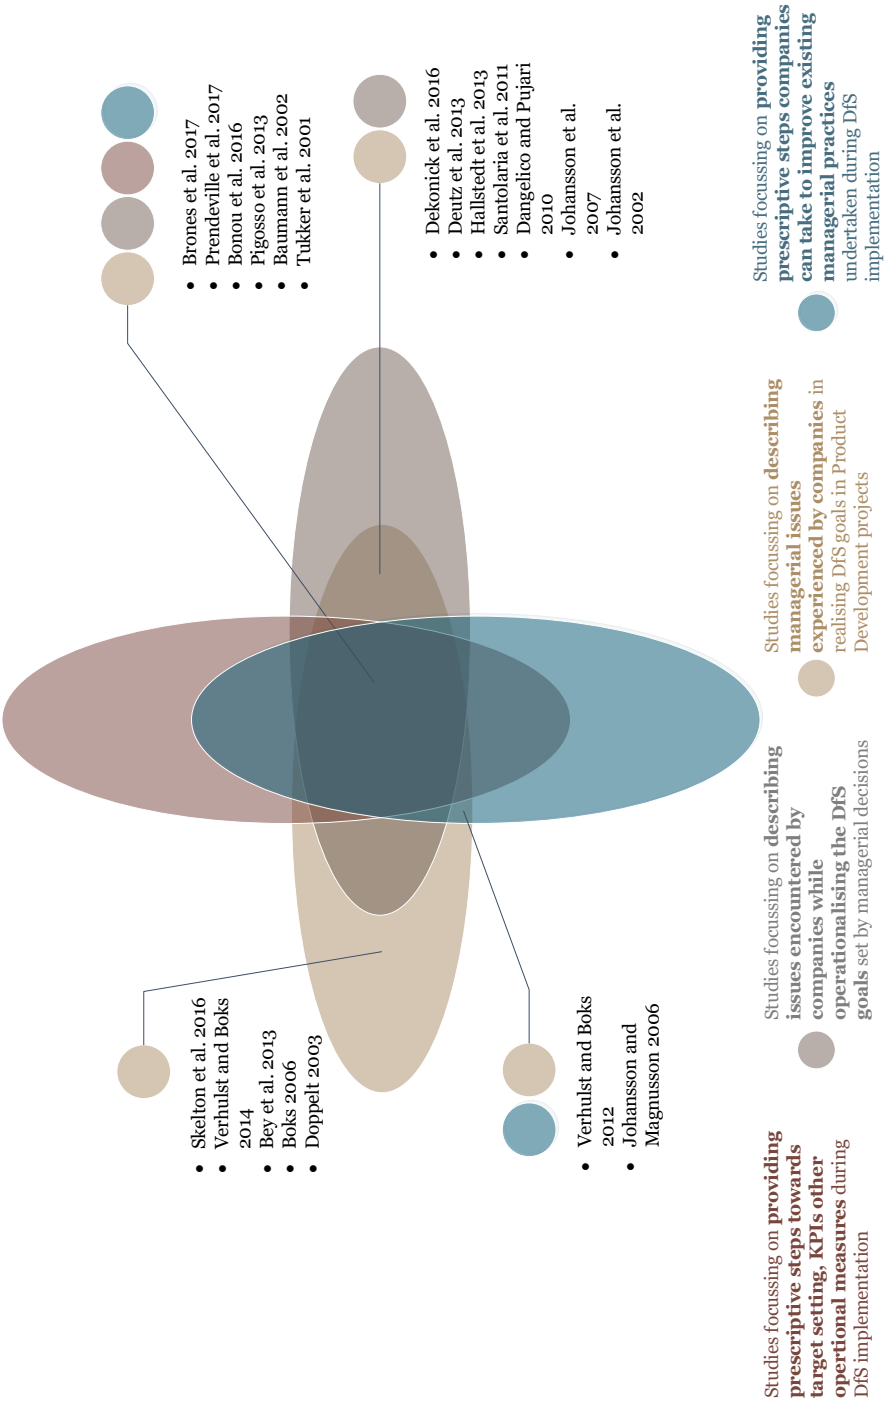 • Skelton et al. 2016
• Verhulst and Boks
2014
• Bey et al. 2013
• Boks 2006
• Doppelt 2003
• Brones et al. 2017
• Prendeville et al. 2017
• Bonou et al. 2016
• Pigosso et al. 2013
• Baumann et al. 2002
• Tukker et al. 2001
• Dekonick et al. 2016
• Deutz et al. 2013
• Hallstedt et al. 2013
• Santolaria et al. 2011
• Dangelico and Pujari
2010
• Johansson et al.
2007
• Johansson et al.
2002
• Verhulst and Boks
2012
• Johansson and
Magnusson 2006
Studies focussing on providing
prescriptive steps towards
target setting, KPIs other
opertional measures during
DfS implementation
Studies focussing on describing
issues encountered by
companies while
operationalising the DfS
goals set by managerial decisions
Studies focussing on describing
managerial issues
experienced by companies in
realising DfS goals in Product
Development projects
Studies focussing on providing
prescriptive steps companies
can take to improve existing
managerial practices
undertaken during DfS
implementation